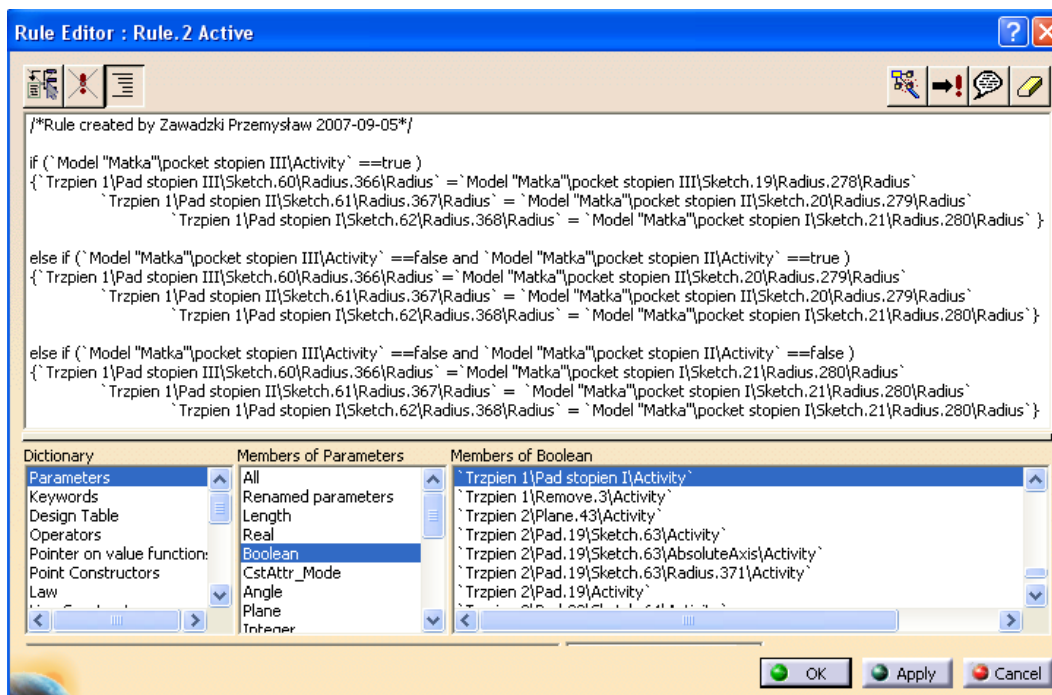 Rule Editor : Rule.2 Active
/*Rule created by Zawadzki Przemysław 2007-09-05*/
if (`Model "Matka"\pocket stopien III\Activity` ==true )
{`Trzpien 1\Pad stopien III\Sketch.60\Radius.366\Radius` =`Model "Matka"\pocket stopien III\Sketch.19\Radius.278\Radius`
`Trzpien 1\Pad stopien II\Sketch.61\Radius.367\Radius` = `Model "Matka"\pocket stopien II\Sketch.20\Radius.279\Radius`
`Trzpien 1\Pad stopien I\Sketch.62\Radius.368\Radius` = `Model "Matka"\pocket stopien I\Sketch.21\Radius.280\Radius` }
else if (`Model "Matka"\pocket stopien III\Activity` ==false and `Model "Matka"\pocket stopien II\Activity` ==true )
{`Trzpien 1\Pad stopien III\Sketch.60\Radius.366\Radius`=`Model "Matka"\pocket stopien II\Sketch.20\Radius.279\Radius`
`Trzpien 1\Pad stopien II\Sketch.61\Radius.367\Radius` = `Model "Matka"\pocket stopien II\Sketch.20\Radius.279\Radius`
`Trzpien 1\Pad stopien I\Sketch.62\Radius.368\Radius` = `Model "Matka"\pocket stopien I\Sketch.21\Radius.280\Radius`}
else if (`Model "Matka"\pocket stopien III\Activity` ==false and `Model "Matka"\pocket stopien II\Activity` ==false )
{`Trzpien 1\Pad stopien III\Sketch.60\Radius.366\Radius` =`Model "Matka"\pocket stopien I\Sketch.21\Radius.280\Radius`
`Trzpien 1\Pad stopien II\Sketch.61\Radius.367\Radius` = `Model "Matka"\pocket stopien I\Sketch.21\Radius.280\Radius`
`Trzpien 1\Pad stopien I\Sketch.62\Radius.368\Radius` = `Model "Matka"\pocket stopien I\Sketch.21\Radius.280\Radius`}
Dictionary Members of Parameters Members of Boolean
Parameters All `Trzpien 1\Pad stopien I\Activity`
Keywords Renamed parameters `Trzpien 1\Remove.3\Activity`
Design Table Length `Trzpien 2\Plane.43\Activity`
Operators Real `Trzpien 2\Pad.19\Sketch.63\Activity`
Pointer on value function Boolean `Trzpien 2\Pad.19\Sketch.63\AbsoluteAxis\Activity`
Point Constructors CstAttr_Mode `Trzpien 2\Pad.19\Sketch.63\Radius.371\Activity`
Law Angle `Trzpien 2\Pad.19\Activity`
Plane
Integer
OK Apply Cancel